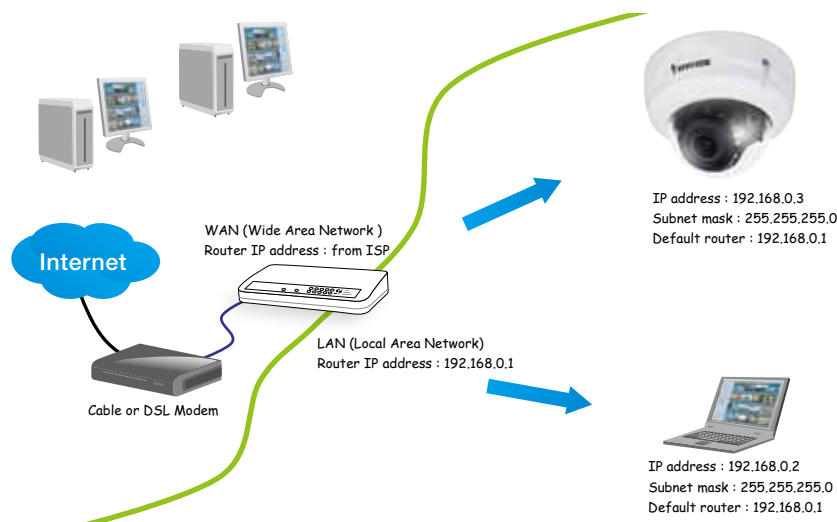 IP address : 192.168.0.3
Subnet mask : 255.255.255.0
Default router : 192.168.0.1
WAN (Wide Area Network )
Router IP address : from ISP
Internet
LAN (Local Area Network)
Router IP address : 192.168.0.1
Cable or DSL Modem
IP address : 192.168.0.2
Subnet mask : 255.255.255.0
Default router : 192.168.0.1